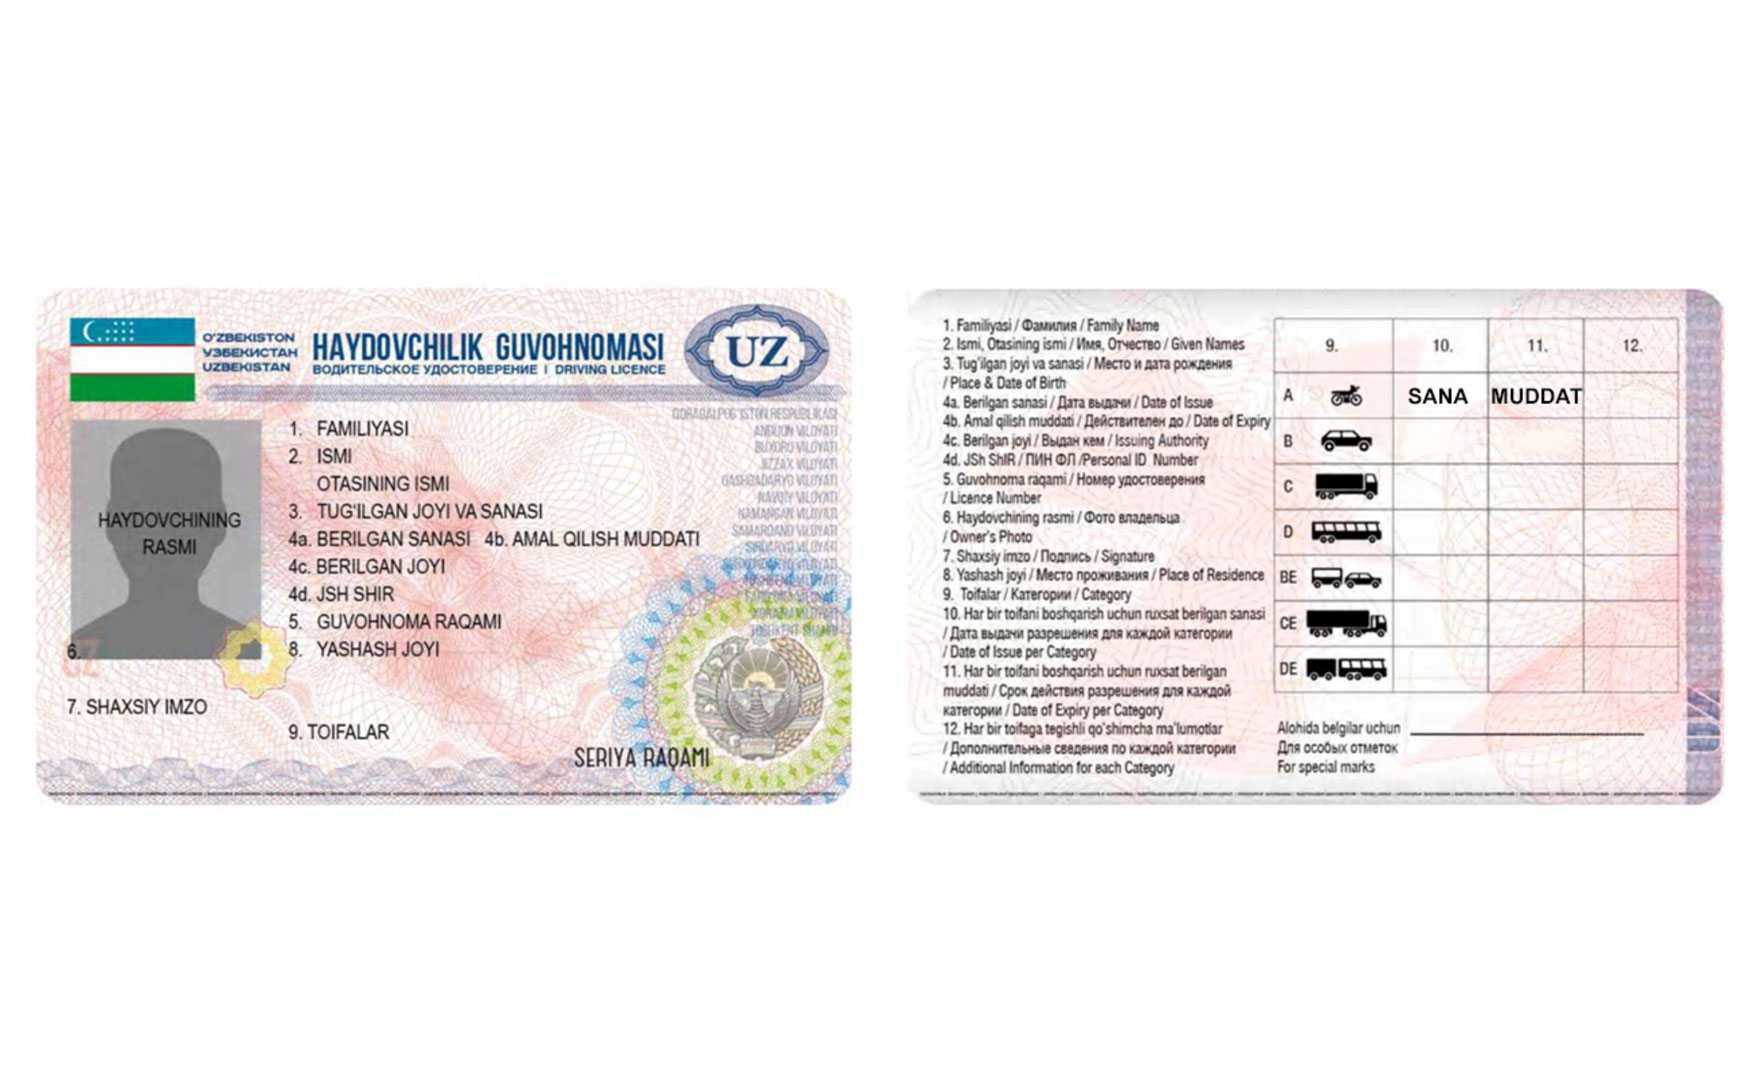 O'ZBEKISTON
УЗБЕКИСТАН
UZBEKISTAN
HAYDOVCHILIK GUVOHNOMASI
ВОДИТЕЛЬСКОЕ УДОСТОВЕРЕНИЕ | DRIVING LICENCE
UZ
HAYDOVCHINING
RASMI
6.
7. SHAXSIY IMZO
1. FAMILIYASI
2. ISMI
OTASINING ISMI
3. TUG'ILGAN JOYI VA SANASI
4a. BERILGAN SANASI 4b. AMAL QILISH MUDDATI
4c. BERILGAN JOYI
4d. JSH SHIR
5. GUVOHNOMA RAQAMI
8. YASHASH JOYI
9. TOIFALAR
SERIYA RAQAMI
QORAQALPOG'ISTON RESPUBLIKASI
ANDIJON VILOYATI
BUXORO VILOYATI
JIZZAX VILOYATI
QASHQADARYO VILOYATI
NAVOIY VILOYATI
NAMANGAN VILOYATI
SAMARQAND VILOYATI
SIRDARYO VILOYATI
1. Familiyasi / Фамилия / Family Name
2. Ismi, Otasining ismi / Имя, Отчество / Given Names
3. Tug'ilgan joyi va sanasi / Место и дата рождения
/ Place & Date of Birth
4a. Berilgan sanasi / Дата выдачи / Date of Issue
4b. Amal qilish muddati / Действителен до / Date of Expiry
4c. Berilgan joyi / Выдан кем / Issuing Authority
4d. JSh ShIR / ПИН ФЛ /Personal ID Number
5. Guvohnoma raqami / Номер удостоверения
/ Licence Number
6. Haydovchining rasmi / Фото владельца
/ Owner's Photo
7. Shaxsiy imzo / Подпись / Signature
8. Yashash joyi / Место проживания / Place of Residence
9. Toifalar / Категории / Category
10. Har bir toifani boshqarish uchun ruxsat berilgan sanasi
/ Дата выдачи разрешения для каждой категории
/ Date of Issue per Category
11. Har bir toifani boshqarish uchun ruxsat berilgan
muddati / Срок действия разрешения для каждой
категории / Date of Expiry per Category
12. Har bir toifaga tegishli qo'shimcha ma'lumotlar
/ Дополнительные сведения по каждой категории
/ Additional Information for each Category
9. 10. 11. 12.
A SANA MUDDAT
B
C
D
BE
CE
DE
Alohida belgilar uchun
Для особых отметок
For special marks